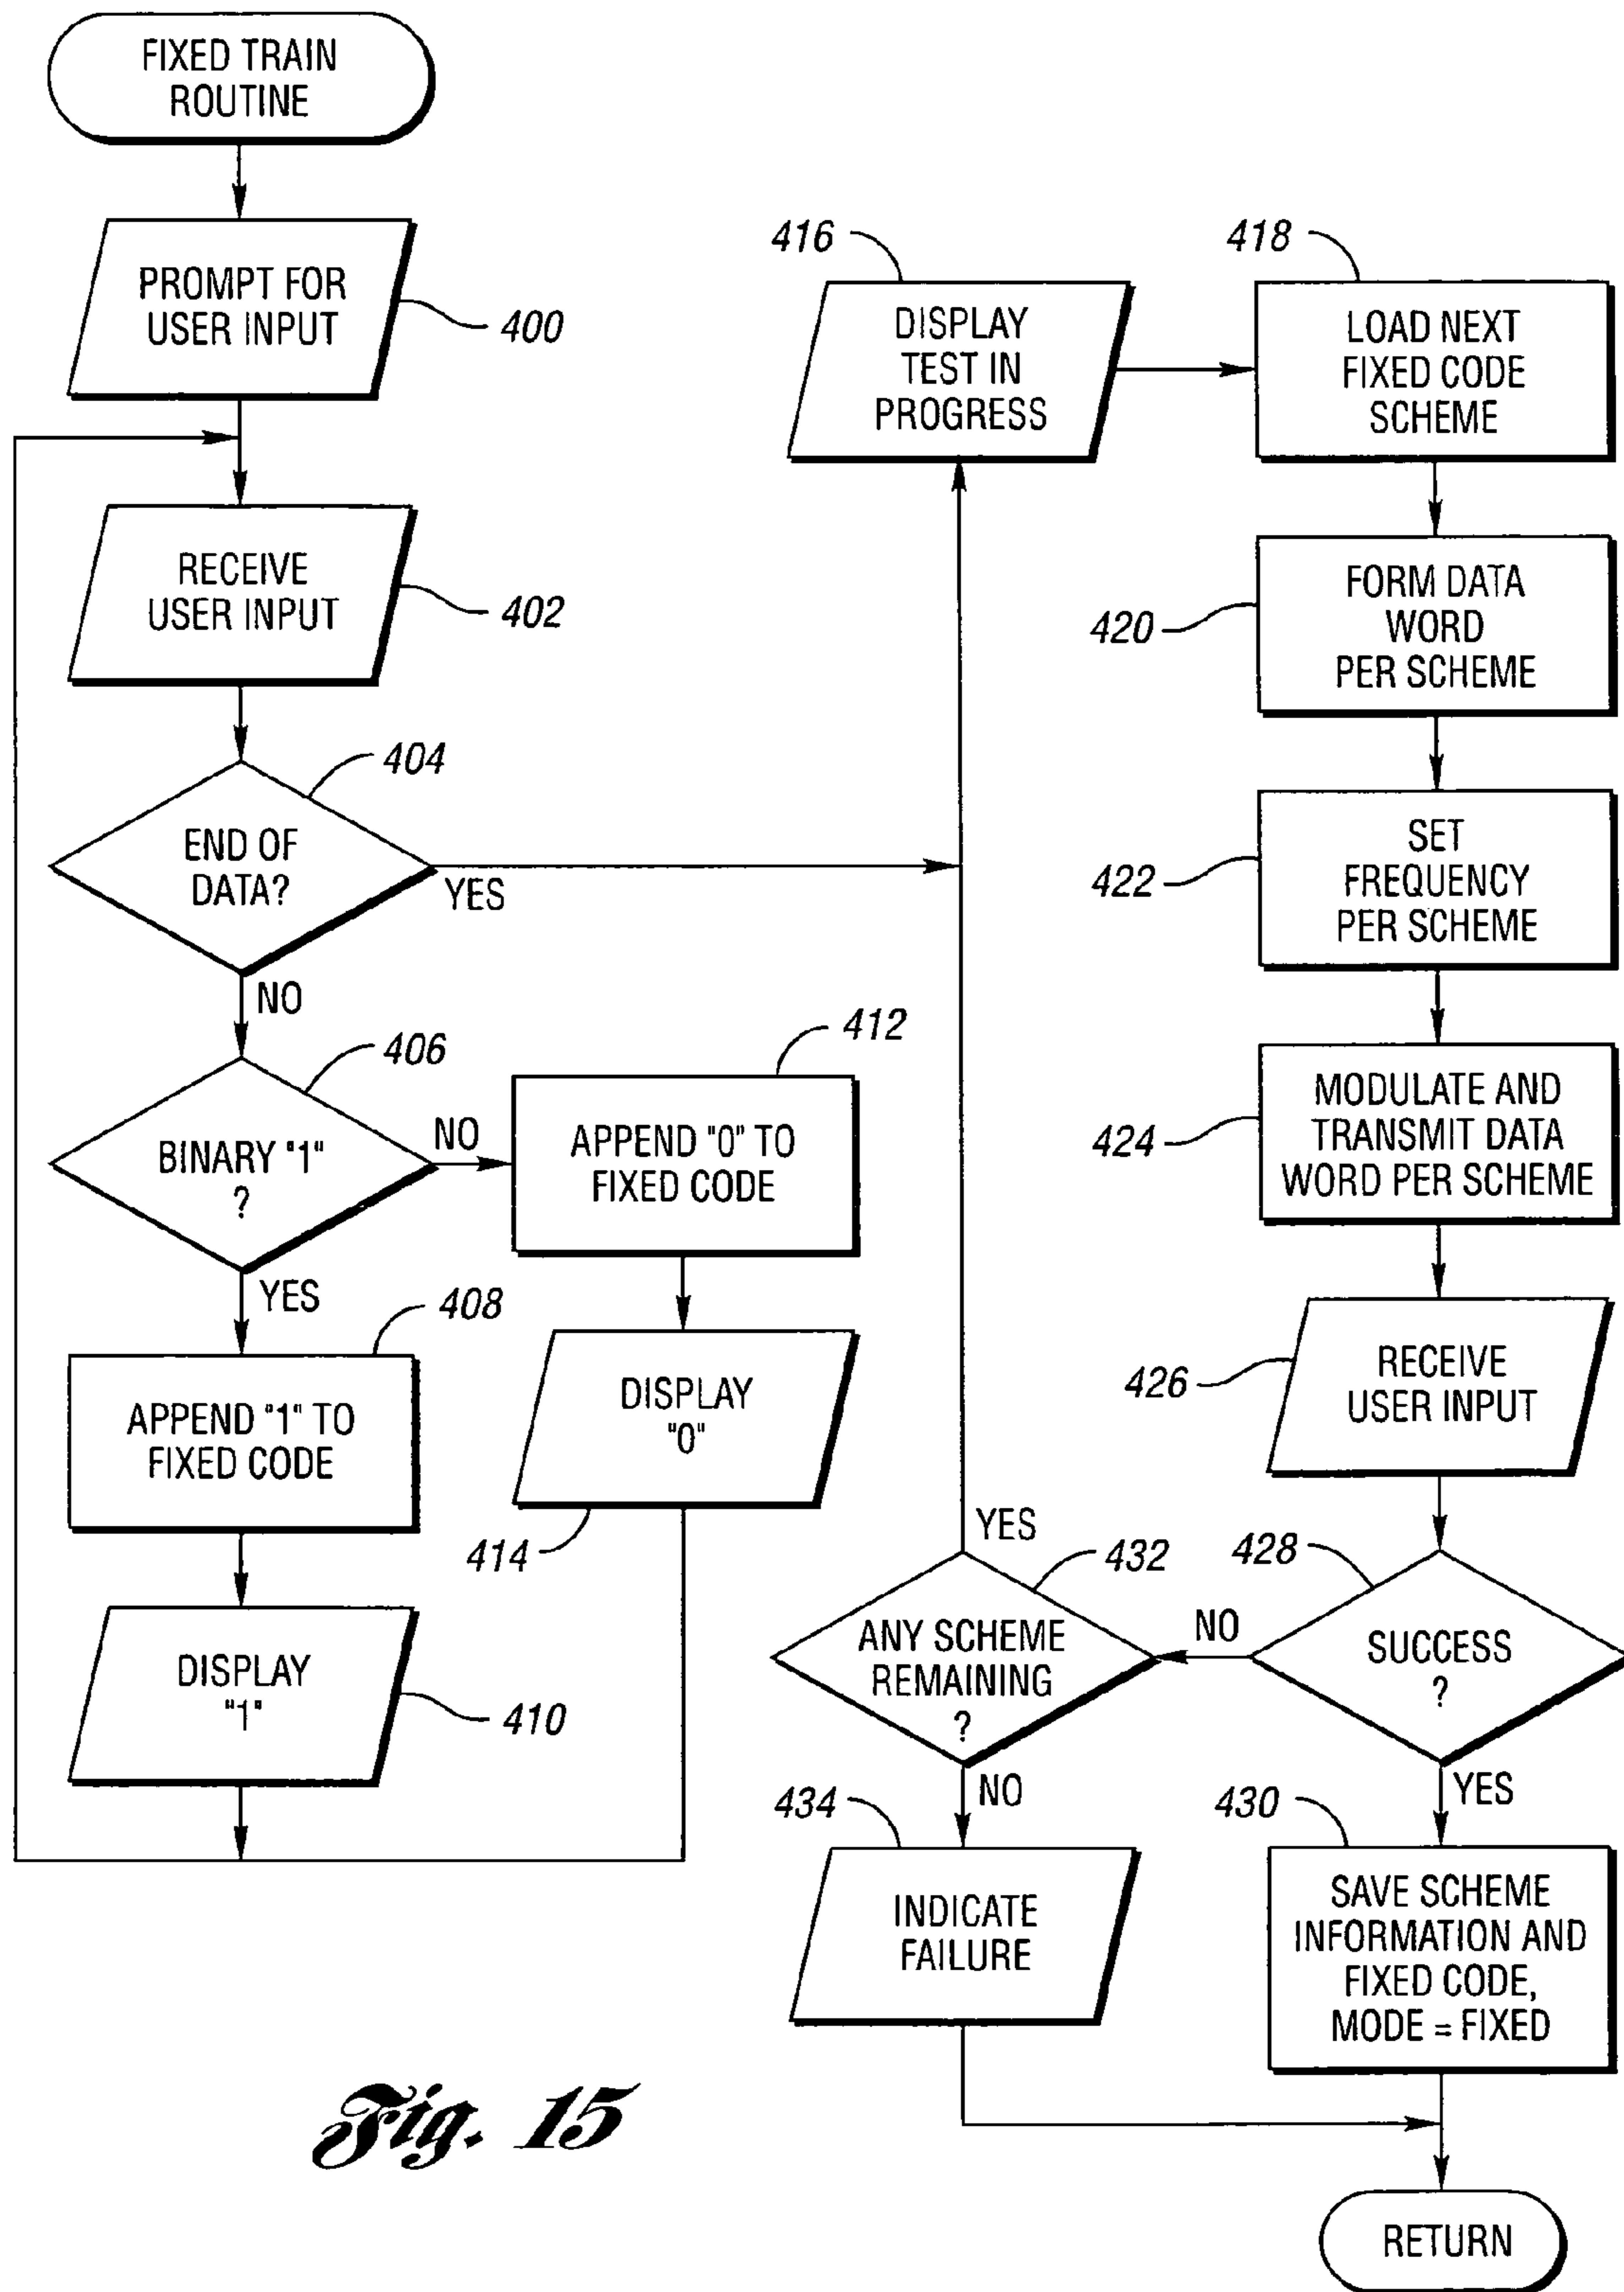 FIXED TRAIN
ROUTINE
PROMPT FOR
USER INPUT
400
RECEIVE
USER INPUT
402
404
END OF
DATA?
YES
NO
406
BINARY "1"
?
NO
YES
412
APPEND "0" TO
FIXED CODE
408
APPEND "1" TO
FIXED CODE
DISPLAY
"0"
414
DISPLAY
"1"
410
416
DISPLAY
TEST IN
PROGRESS
418
LOAD NEXT
FIXED CODE
SCHEME
420
FORM DATA
WORD
PER SCHEME
422
SET
FREQUENCY
PER SCHEME
424
MODULATE AND
TRANSMIT DATA
WORD PER SCHEME
426
RECEIVE
USER INPUT
428
SUCCESS
?
NO
YES
432
ANY SCHEME
REMAINING
?
YES
NO
434
INDICATE
FAILURE
430
SAVE SCHEME
INFORMATION AND
FIXED CODE,
MODE = FIXED
RETURN
Fig. 15